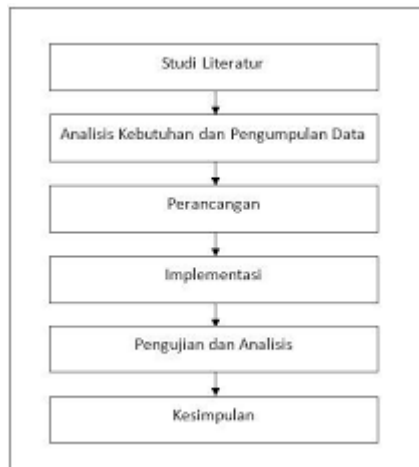 Studi Literatur
Analisis Kebutuhan dan Pengumpulan Data
Perancangan
Implementasi
Pengujian dan Analisis
Kesimpulan